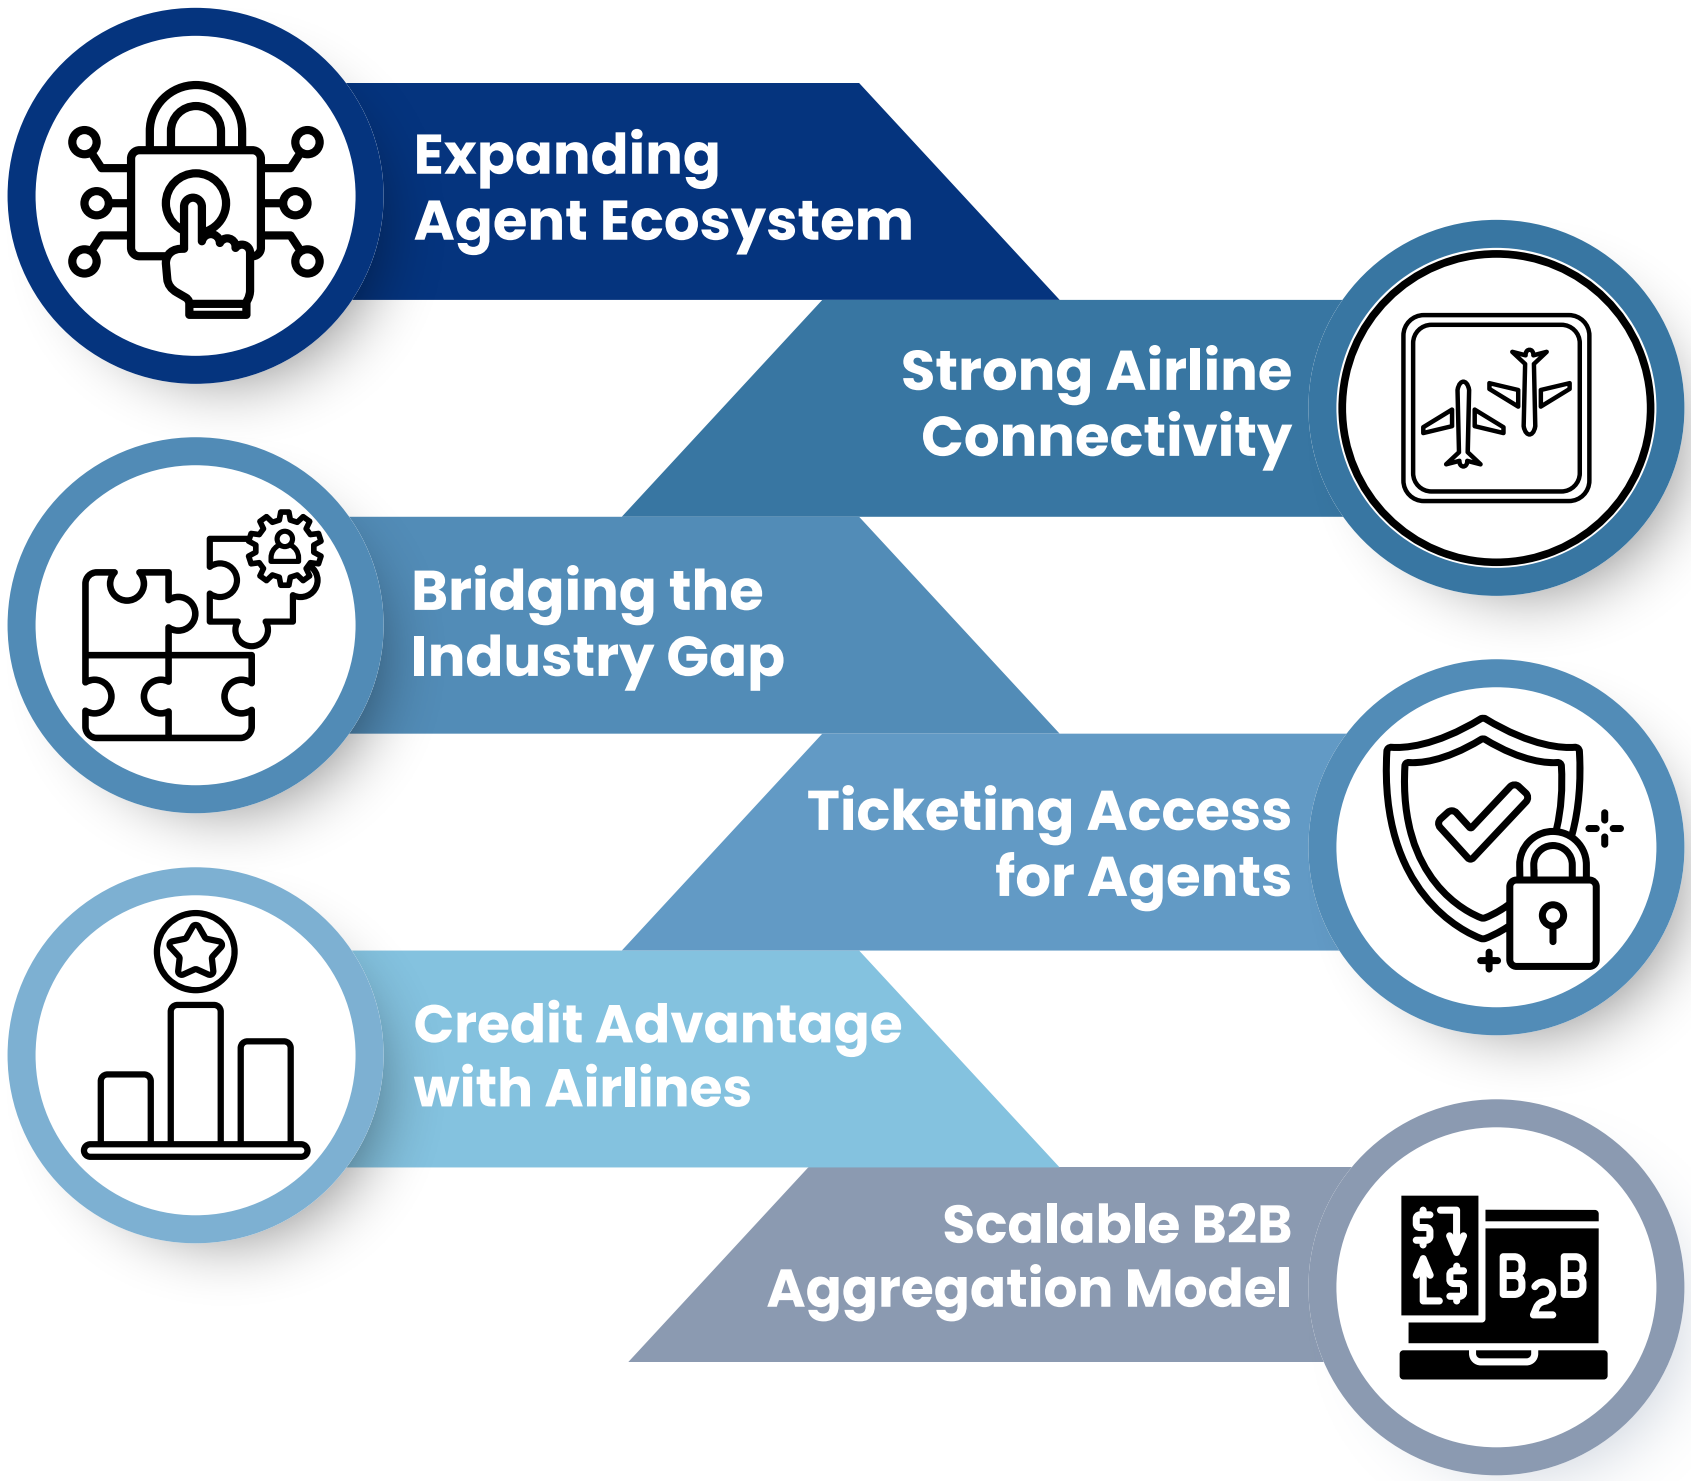 Expanding
Agent Ecosystem
Strong Airline
Connectivity
Bridging the
Industry Gap
Ticketing Access
for Agents
Credit Advantage
with Airlines
Scalable B2B
Aggregation Model
$
$
B2B